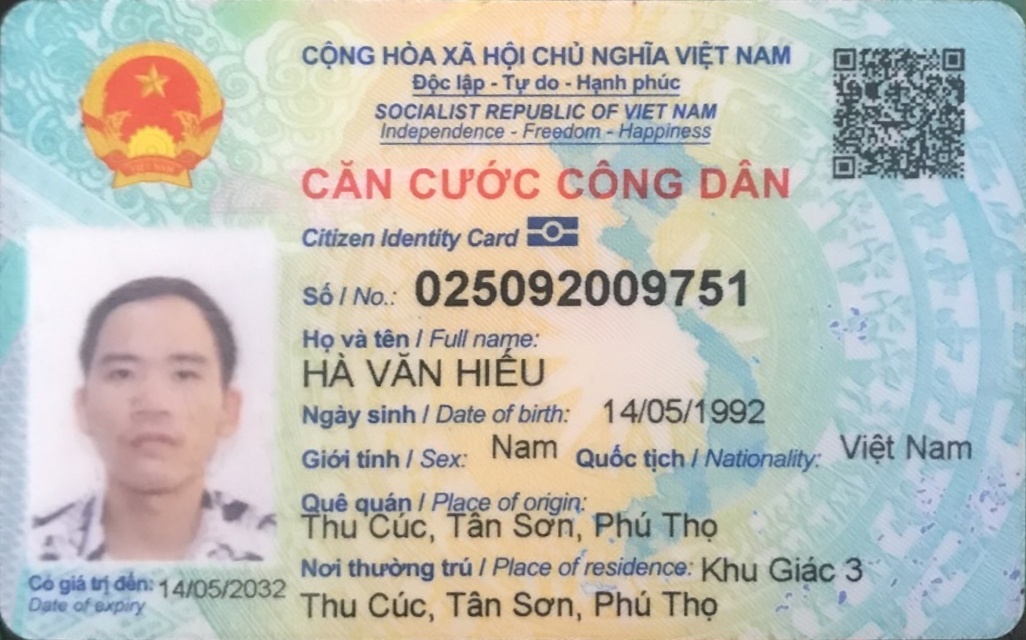 CỘNG HÒA XÃ HỘI CHỦ NGHĨA VIỆT NAM
Độc lập - Tự do - Hạnh phúc
SOCIALIST REPUBLIC OF VIET NAM
Independence - Freedom - Happiness
CĂN CƯỚC CÔNG DÂN
Citizen Identity Card
Số / No.: 025092009751
Họ và tên / Full name:
HÀ VĂN HIẾU
Ngày sinh / Date of birth: 14/05/1992
Giới tính / Sex: Nam Quốc tịch / Nationality: Việt Nam
Quê quán / Place of origin:
Thu Cúc, Tân Sơn, Phú Thọ
Nơi thường trú / Place of residence: Khu Giác 3
Thu Cúc, Tân Sơn, Phú Thọ
Có giá trị đến: 14/05/2032
Date of expiry